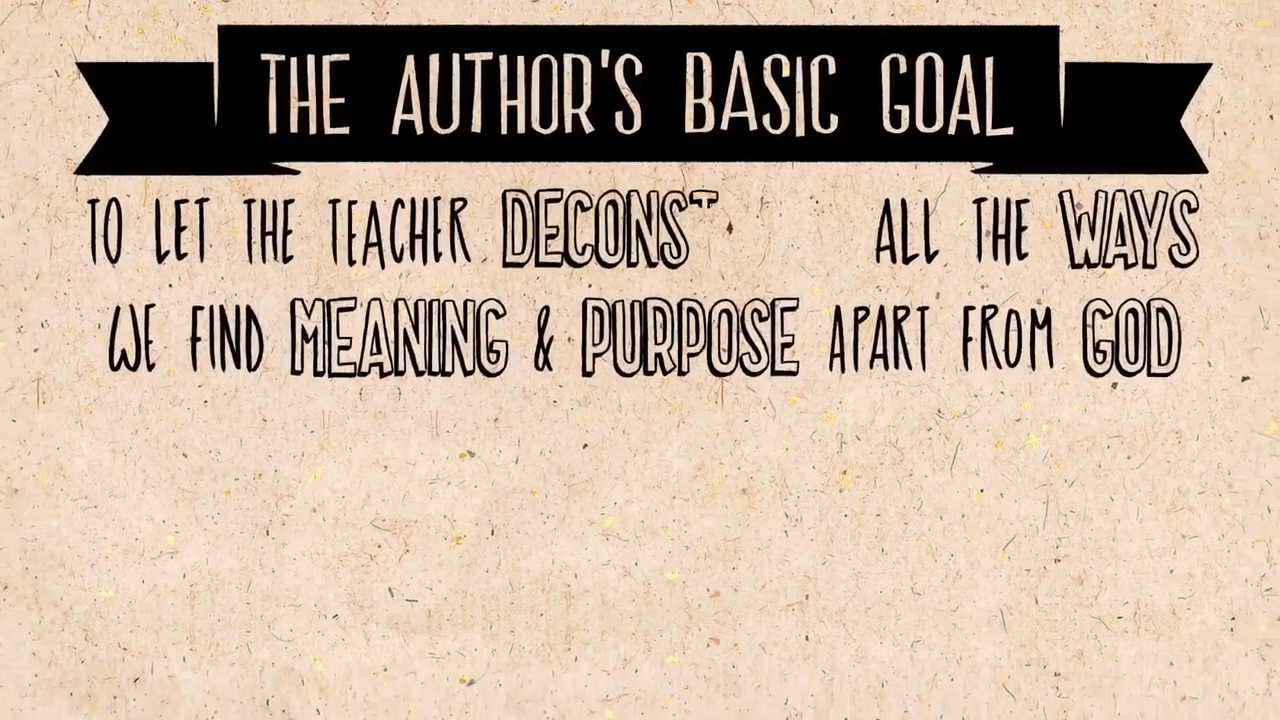 THE AUTHOR'S BASIC GOAL
TO LET THE TEACHER DECONST ALL THE WAYS
WE FIND MEANING & PURPOSE APART FROM GOD